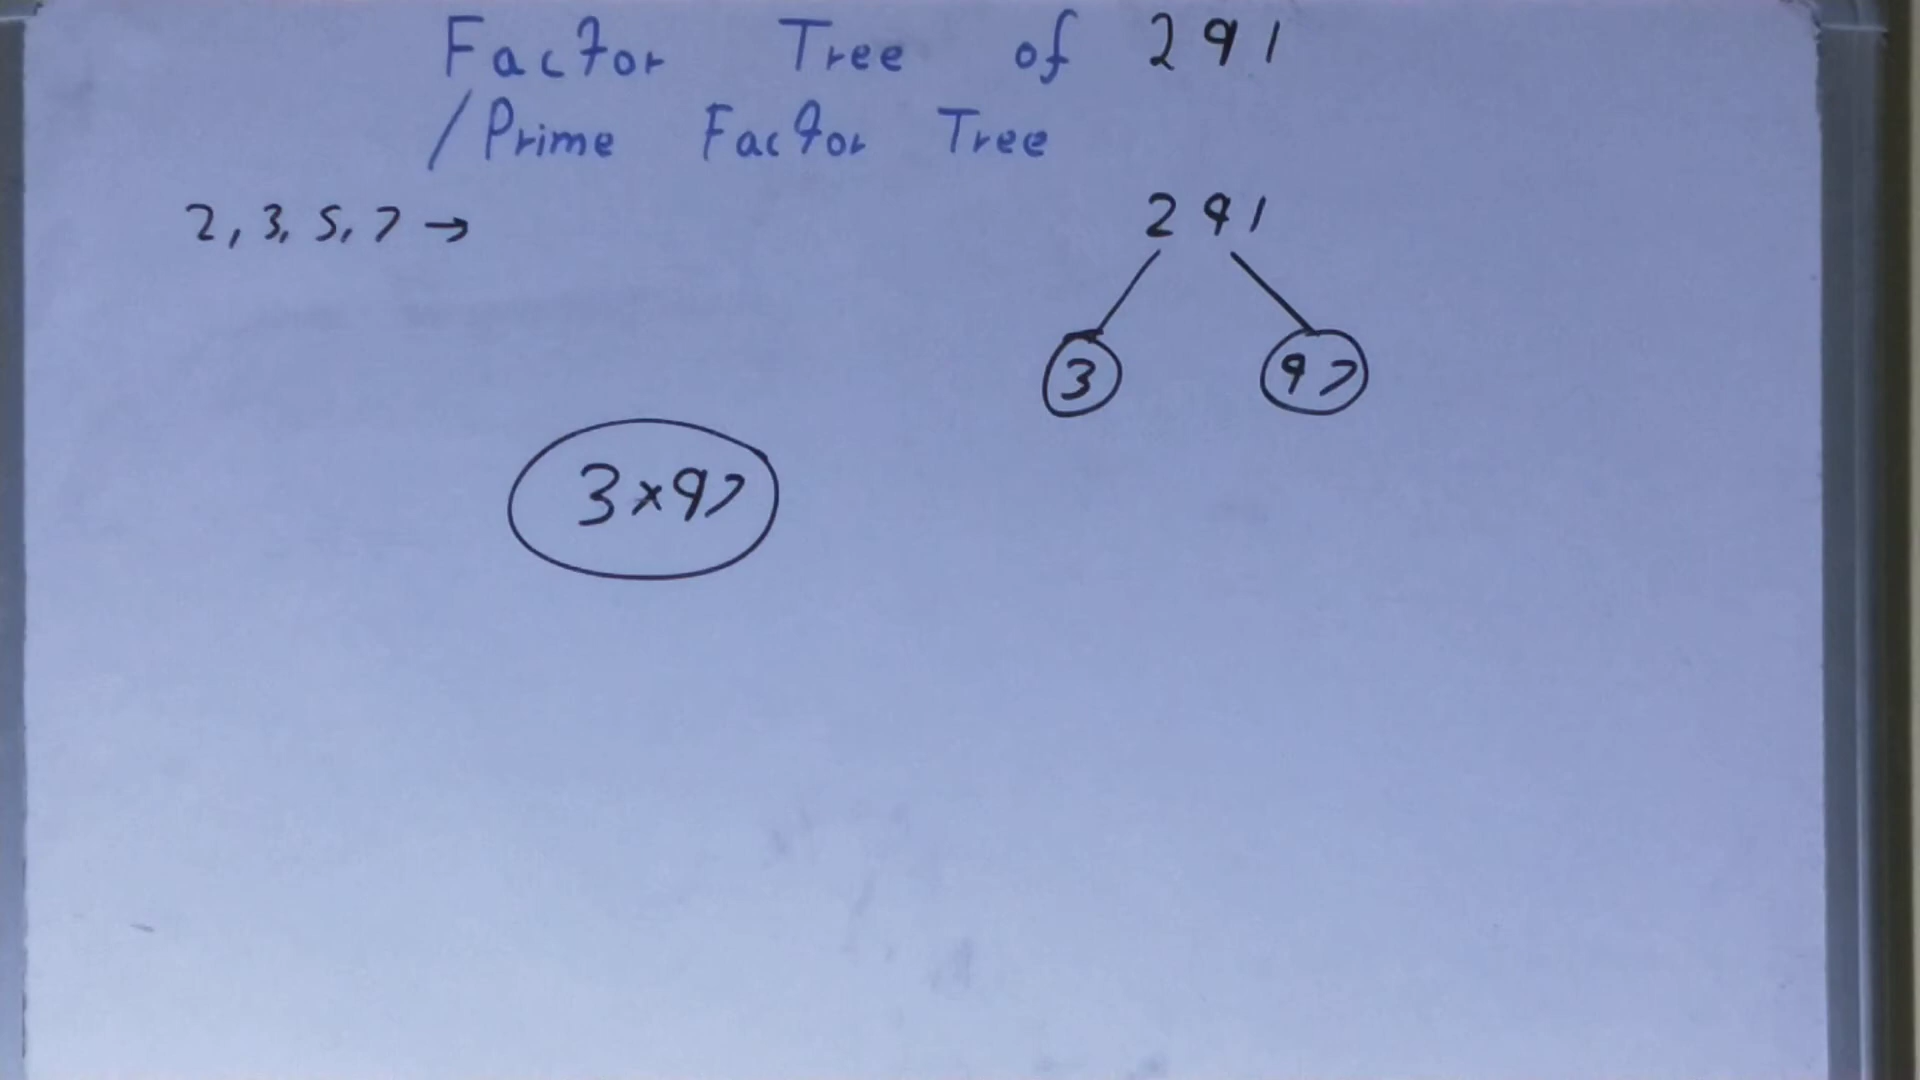 Factor Tree of 291
/Prime Factor Tree
2, 3, 5, 7 →
291
3 97
3×97